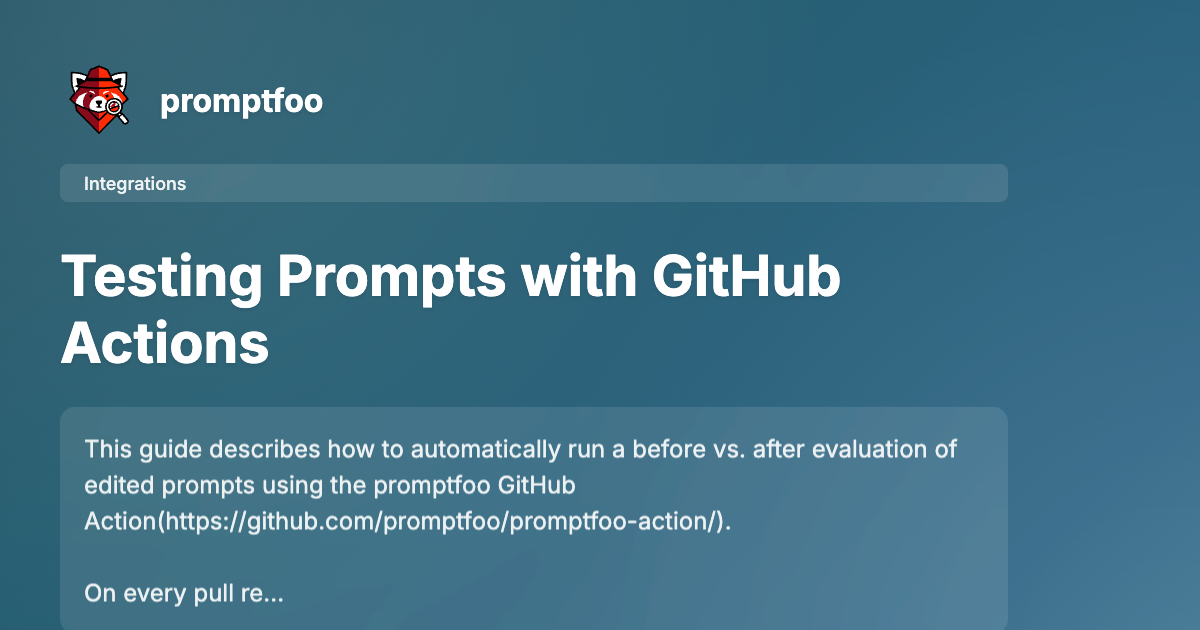 promptfoo
Integrations
Testing Prompts with GitHub
Actions
This guide describes how to automatically run a before vs. after evaluation of
edited prompts using the promptfoo GitHub
Action(https://github.com/promptfoo/promptfoo-action/).
On every pull re...